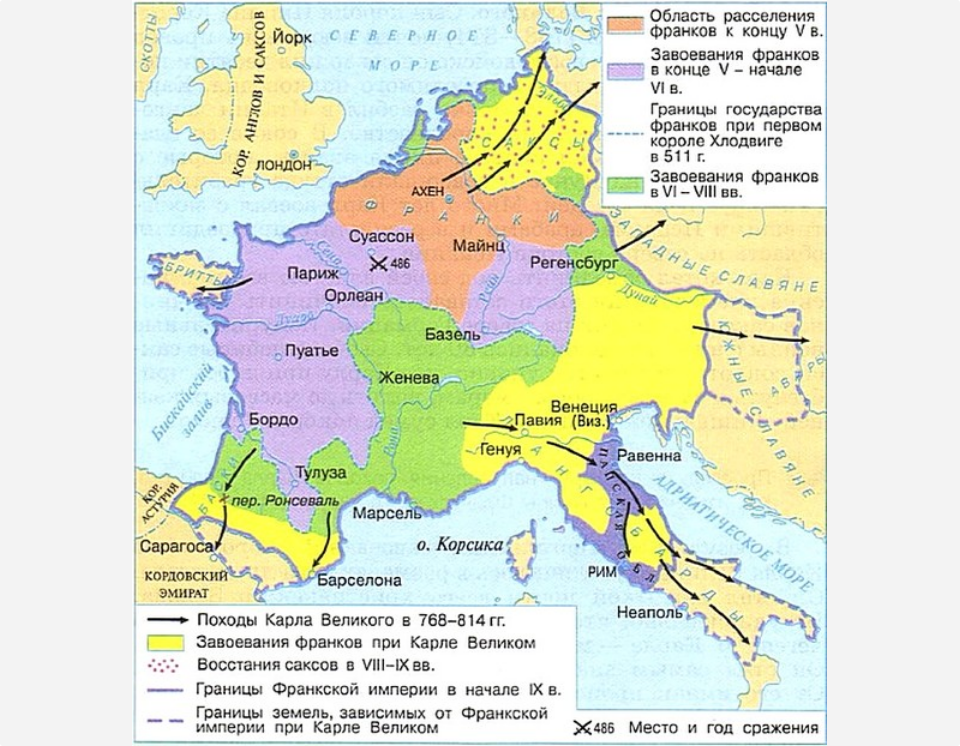 Область расселения
франков к концу V в.
Завоевания франков
в конце V – начале
VI в.
Границы государства
франков при первом
короле Хлодвиге
в 511 г.
Завоевания франков
в VI – VIII вв.
СКОТТЫ
Йорк
СЕВЕРНОЕ
МОРЕ
КОР. АНГЛОВ И САКСОВ
ЛОНДОН
Эльба
САКСЫ
АХЕН
ФРАНКИ
Суассон
486
Майнц
Регенсбург
ЗАПАДНЫЕ СЛАВЯНЕ
БРИТТЫ
Париж
Сена
Рейн
Дунай
Орлеан
Луара
Базель
Пуатье
Женева
ЮЖНЫЕ СЛАВЯНЕ
АВАРЫ
Бискайский
залив
Бордо
Рона
Венеция
(Виз.)
Павия
Генуя
Равенна
ЛАНГОБАРДЫ
ПАПСКАЯ ОБЛ.
АДРИАТИЧЕСКОЕ МОРЕ
Тулуза
БАСКИ
пер. Ронсеваль
КОР.
АСТУРИЯ
Марсель
о. Корсика
Сарагоса
КОРДОВСКИЙ
ЭМИРАТ
Барселона
РИМ
Неаполь
Походы Карла Великого в 768–814 гг.
Завоевания франков при Карле Великом
Восстания саксов в VIII–IX вв.
Границы Франкской империи в начале IX в.
Границы земель, зависимых от Франкской
империи при Карле Великом
486 Место и год сражения